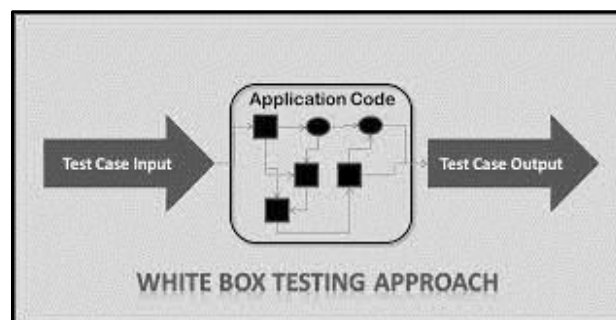 Application Code
Test Case Input
Test Case Output
WHITE BOX TESTING APPROACH